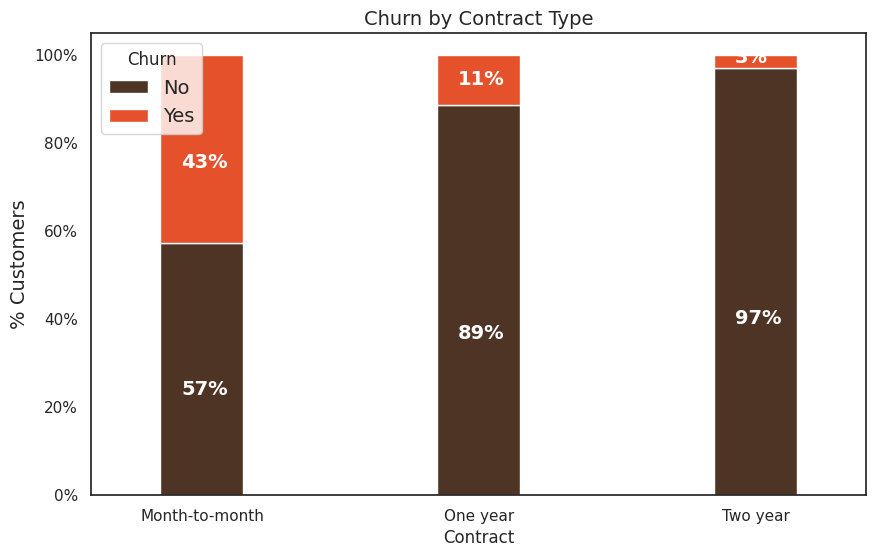 Churn by Contract Type
100%
80%
60%
40%
20%
0%
% Customers
Churn
No
Yes
43%
57%
11%
89%
3%
97%
Month-to-month
One year
Two year
Contract